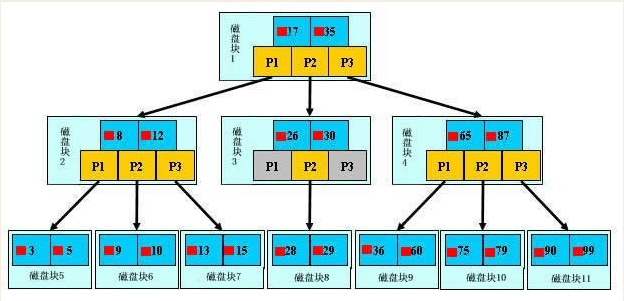 磁盘块1
17 35
P1 P2 P3
磁盘块2
8 12
P1 P2 P3
磁盘块3
26 30
P1 P2 P3
磁盘块4
65 87
P1 P2 P3
3 5
磁盘块5
9 10
磁盘块6
13 15
磁盘块7
28 29
磁盘块8
36 60
磁盘块9
75 79
磁盘块10
90 99
磁盘块11